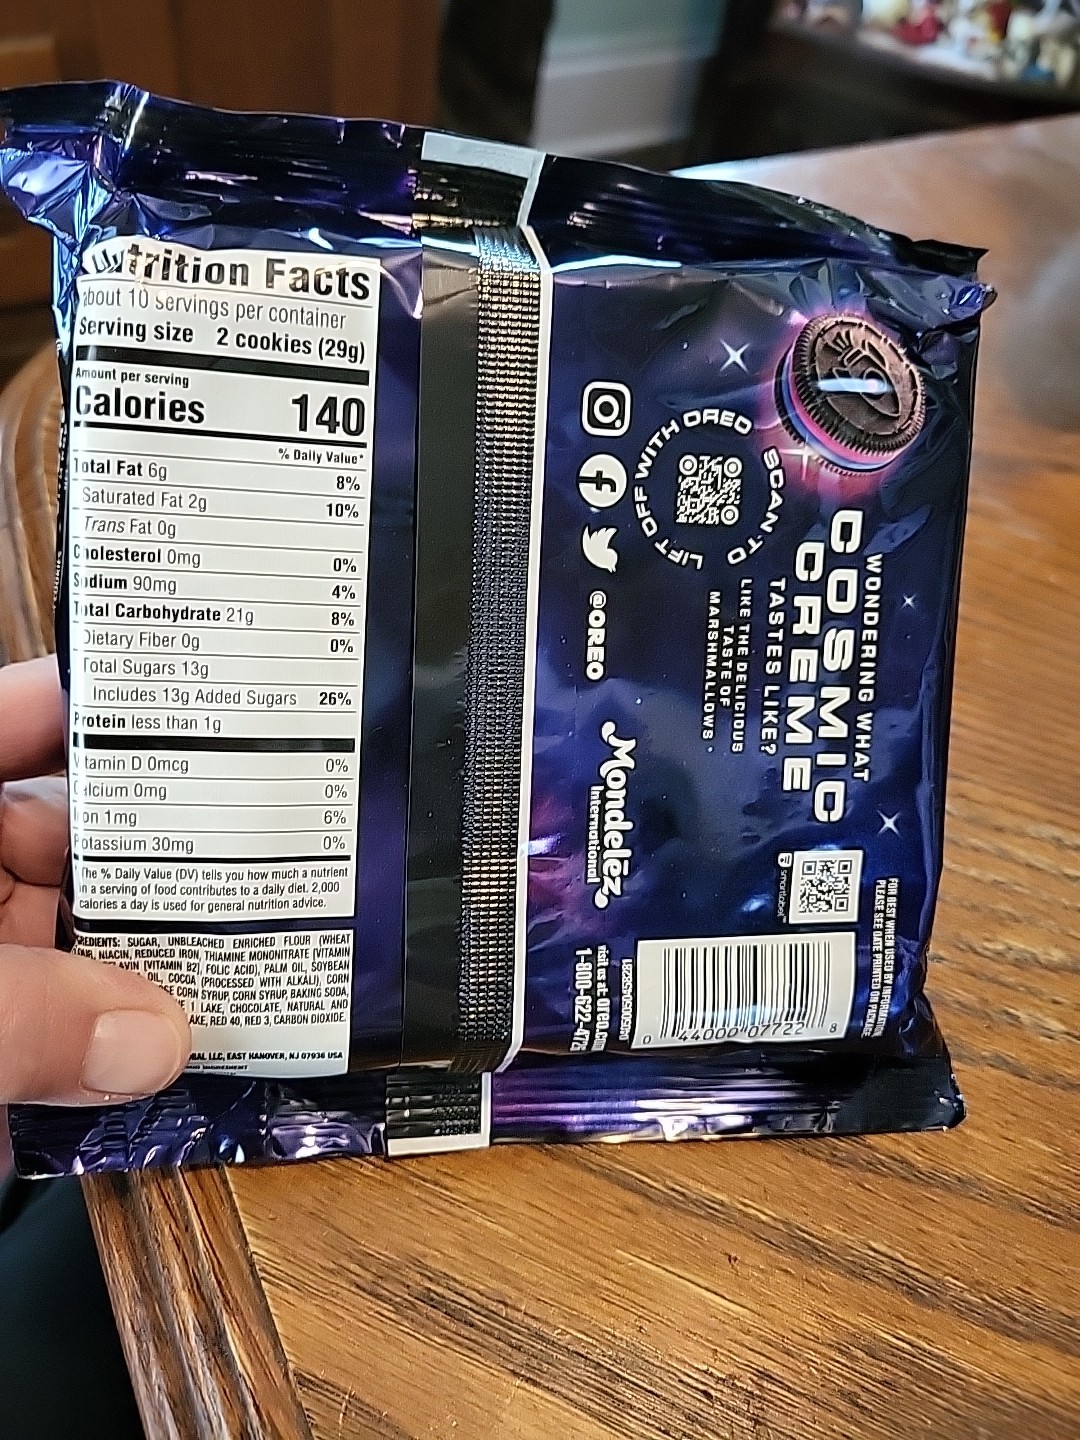 Nutrition Facts
about 10 servings per container
Serving size 2 cookies (29g)
Amount per serving
Calories 140
% Daily Value*
Total Fat 6g 8%
Saturated Fat 2g 10%
Trans Fat 0g
Cholesterol 0mg 0%
Sodium 90mg 4%
Total Carbohydrate 21g 8%
Dietary Fiber 0g 0%
Total Sugars 13g
Includes 13g Added Sugars 26%
Protein less than 1g
Vitamin D 0mcg 0%
Calcium 0mg 0%
Iron 1mg 6%
Potassium 30mg 0%
* The % Daily Value (DV) tells you how much a nutrient
in a serving of food contributes to a daily diet. 2,000
calories a day is used for general nutrition advice.
INGREDIENTS: SUGAR, UNBLEACHED ENRICHED FLOUR (WHEAT
FLOUR, NIACIN, REDUCED IRON, THIAMINE MONONITRATE {VITAMIN
[VITAMIN B2], FOLIC ACID), PALM OIL, SOYBEAN
OIL, COCOA (PROCESSED WITH ALKALI), CORN
CORN SYRUP, CORN SYRUP, BAKING SODA,
1 LAKE, CHOCOLATE, NATURAL AND
LAKE, RED 40, RED 3, CARBON DIOXIDE.
LLC, EAST HANOVER, NJ 07936 USA
WONDERING WHAT
COSMIC
CREME
TASTES LIKE?
LIKE THE DELICIOUS
TASTE OF
MARSHMALLOWS.
SCAN TO LIFT OFF WITH OREO
@OREO
Mondelēz
International
visit us at: oreo.com
1-800-622-47
smartlabel
FOR BEST WHEN USED BY INFORMATION,
PLEASE SEE DATE PRINTED ON PACKAGE.
0 44000 07722 8